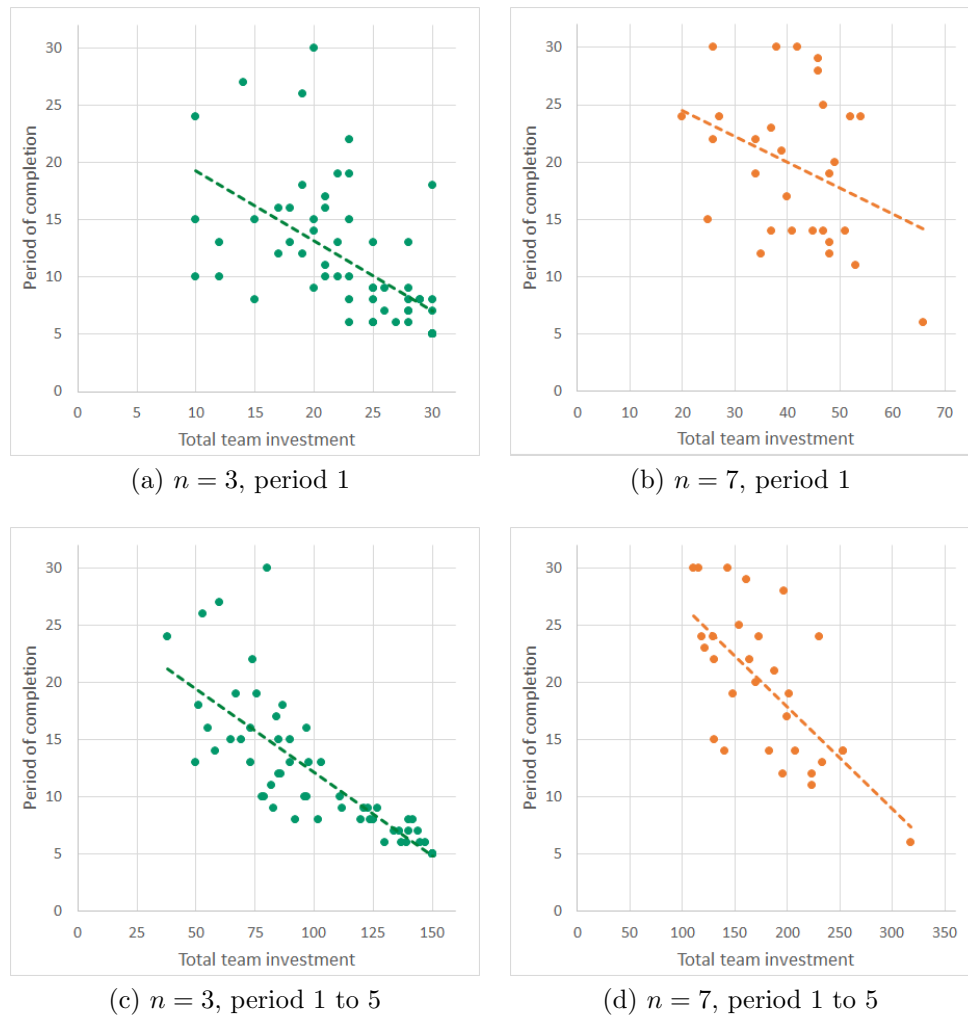 Period of completion
30
25
20
15
10
5
0
0 5 10 15 20 25 30
Total team investment
(a) n = 3, period 1
Period of completion
30
25
20
15
10
5
0
0 10 20 30 40 50 60 70
Total team investment
(b) n = 7, period 1
Period of completion
30
25
20
15
10
5
0
0 25 50 75 100 125 150
Total team investment
(c) n = 3, period 1 to 5
Period of completion
30
25
20
15
10
5
0
0 50 100 150 200 250 300 350
Total team investment
(d) n = 7, period 1 to 5